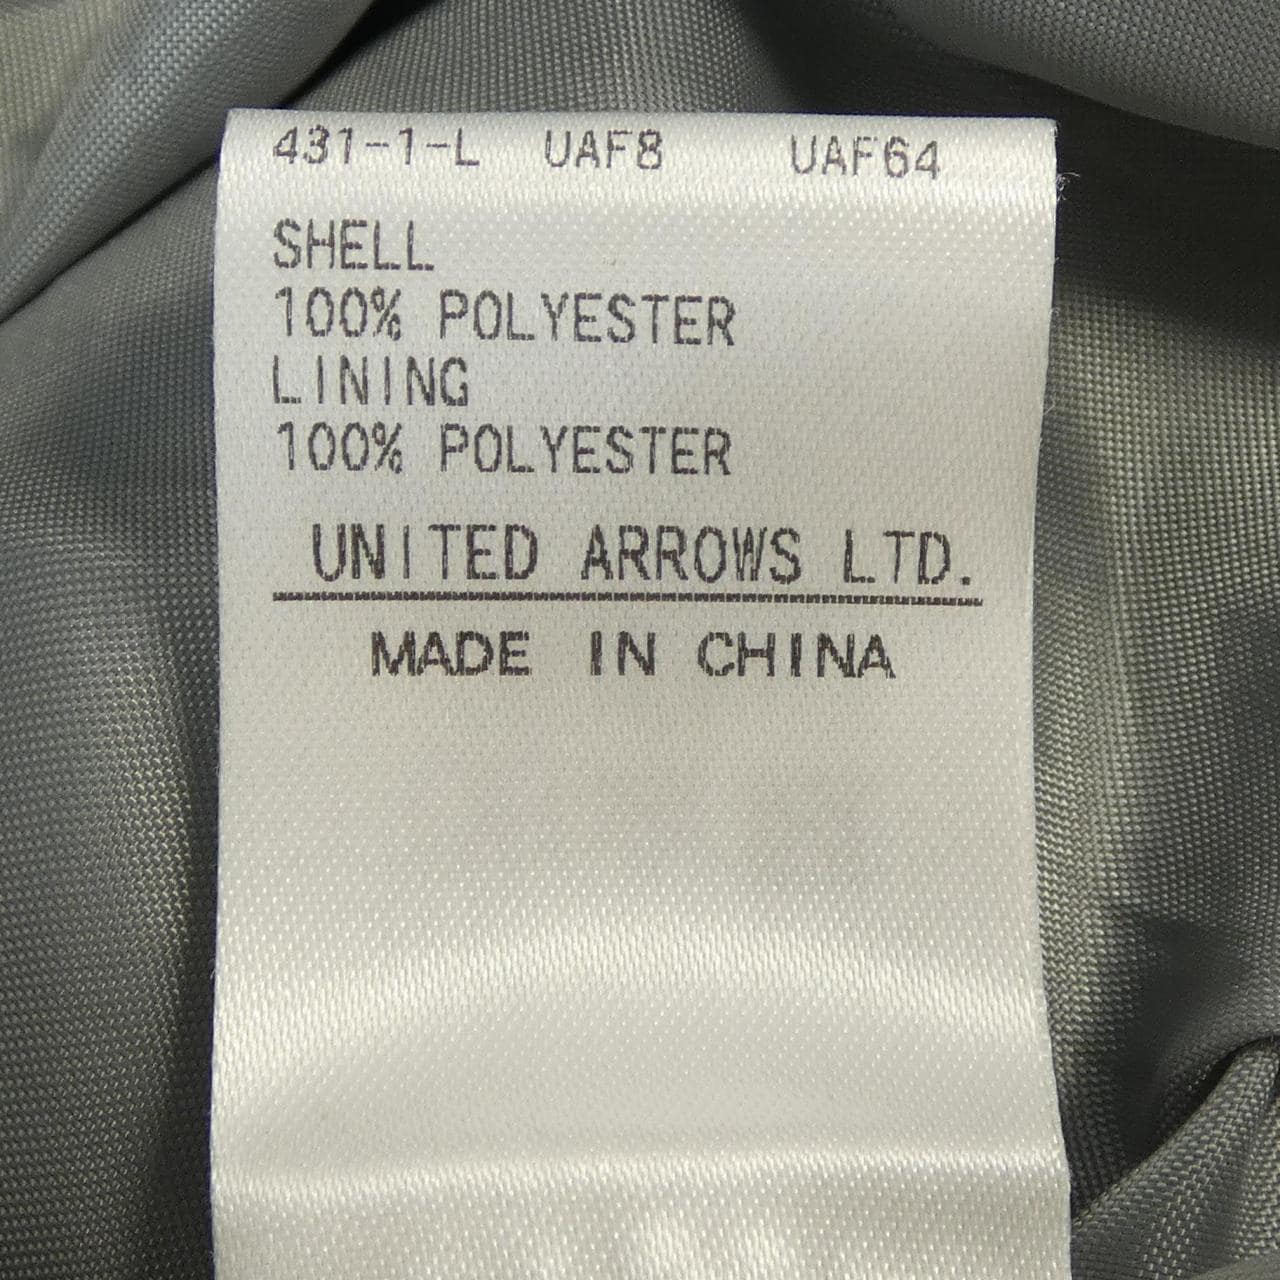 431-1-L UAF8 UAF64
SHELL
100% POLYESTER
LINING
100% POLYESTER
UNITED ARROWS LTD.
MADE IN CHINA